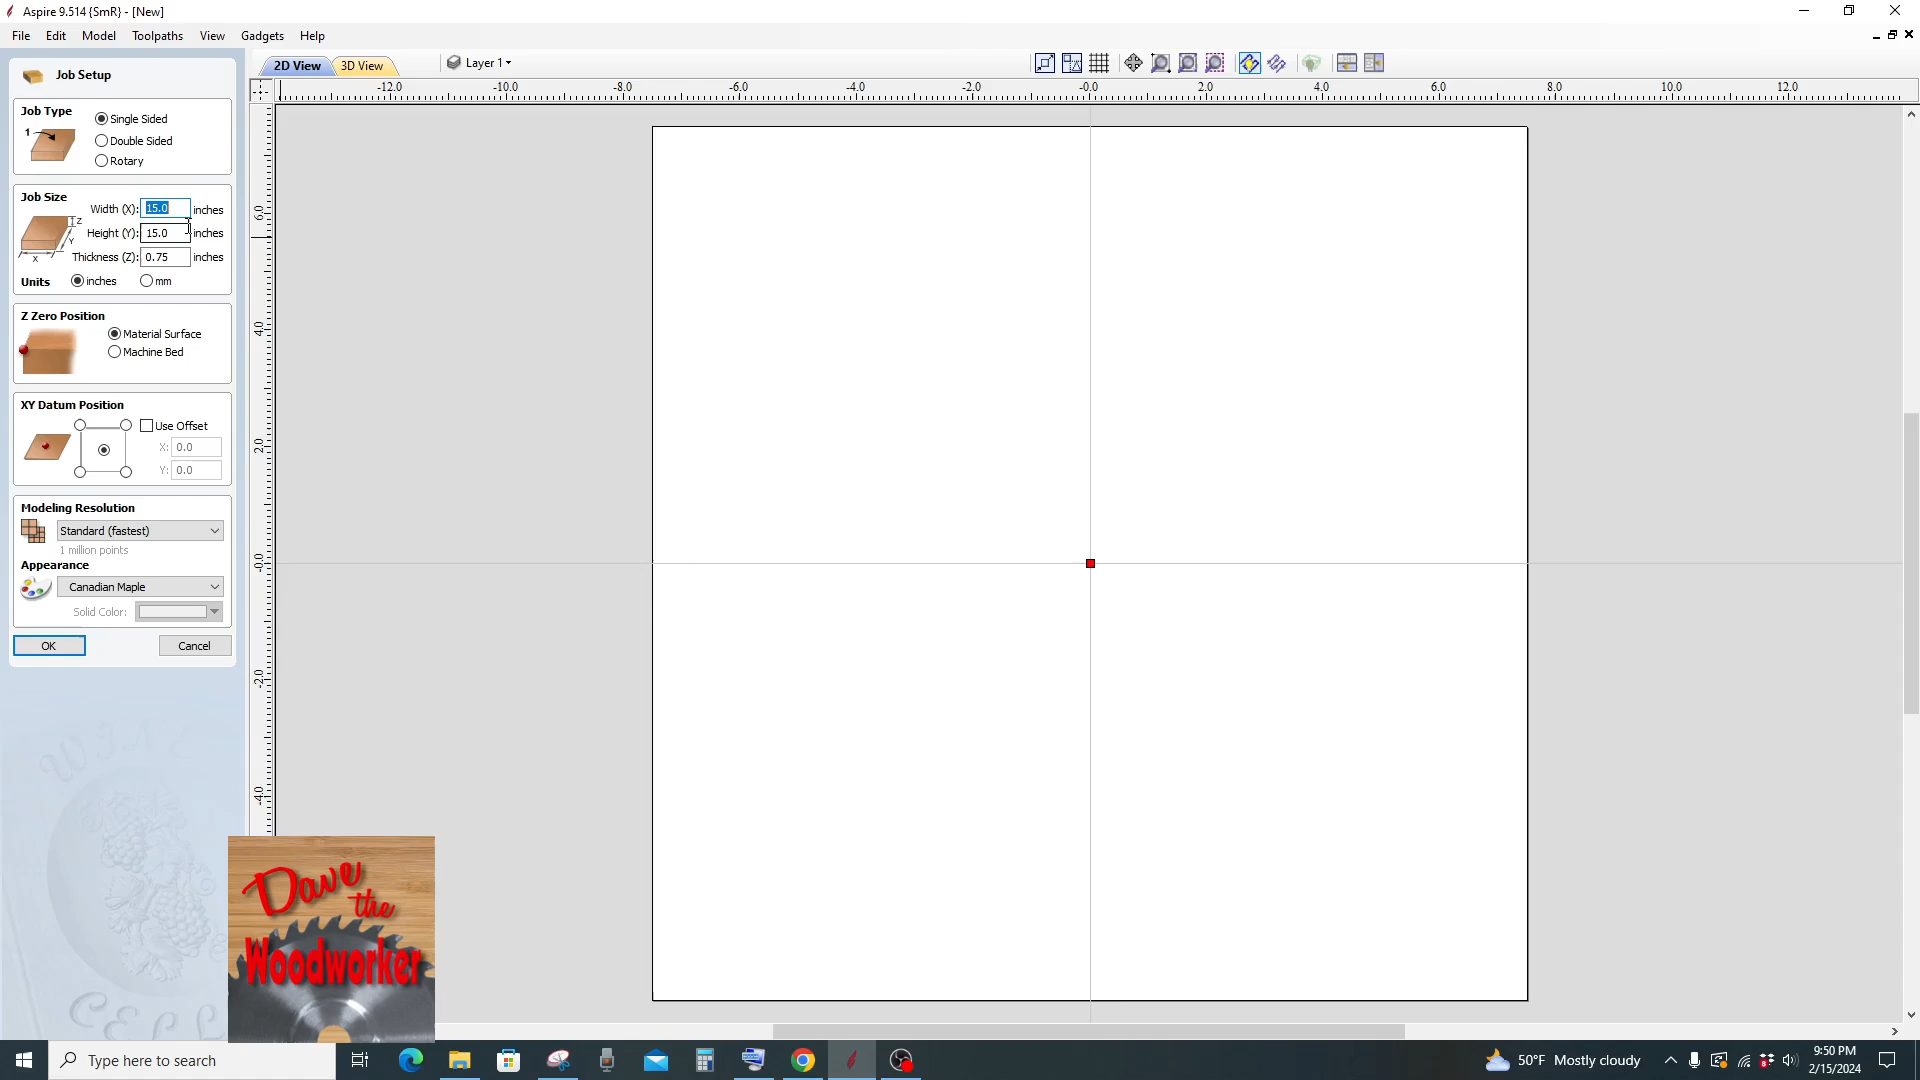 Aspire 9.514 {SmR} - [New]
File Edit Model Toolpaths View Gadgets Help
Job Setup
2D View 3D View Layer 1
-12.0 -10.0 -8.0 -6.0 -4.0 -2.0 -0.0 2.0 4.0 6.0 8.0 10.0 12.0
Job Type
1
Single Sided
Double Sided
Rotary
Job Size
Width (X): 15.0 inches
Height (Y): 15.0 inches
Thickness (Z): 0.75 inches
Z
Y
X
Units inches mm
Z Zero Position
Material Surface
Machine Bed
XY Datum Position
Use Offset
X: 0.0
Y: 0.0
Modeling Resolution
Standard (fastest)
1 million points
Appearance
Canadian Maple
Solid Color:
OK Cancel
6.0
4.0
2.0
-0.0
-2.0
-4.0
Dave
the
Woodworker
Type here to search
50°F Mostly cloudy
9:50 PM
2/15/2024